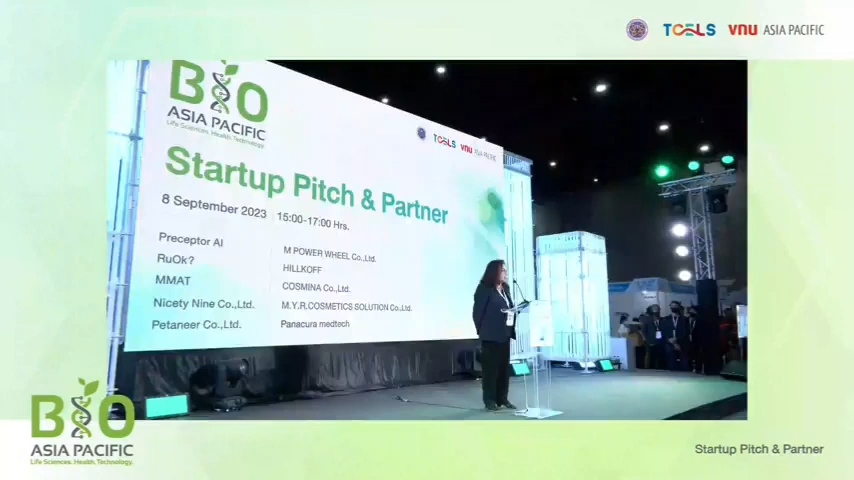 TCELS vnu ASIA PACIFIC
BIO
ASIA PACIFIC
Life Sciences. Health. Technology.
TCELS vnu ASIA PACIFIC
Startup Pitch & Partner
8 September 2023 15:00-17:00 Hrs.
Preceptor AI
RuOk?
MMAT
Nicety Nine Co.,Ltd.
Petaneer Co.,Ltd.
M POWER WHEEL Co.,Ltd.
HILLKOFF
COSMINA Co.,Ltd.
M.Y.R.COSMETICS SOLUTION Co.,Ltd.
Panacura medtech
BIO
ASIA PACIFIC
Life Sciences. Health. Technology.
Startup Pitch & Partner